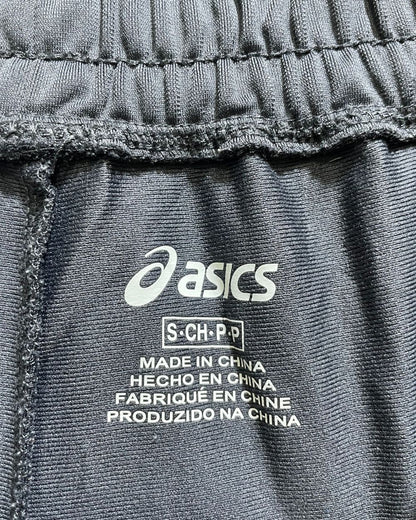 asics
S•CH•P•P
MADE IN CHINA
HECHO EN CHINA
FABRIQUÉ EN CHINE
PRODUZIDO NA CHINA